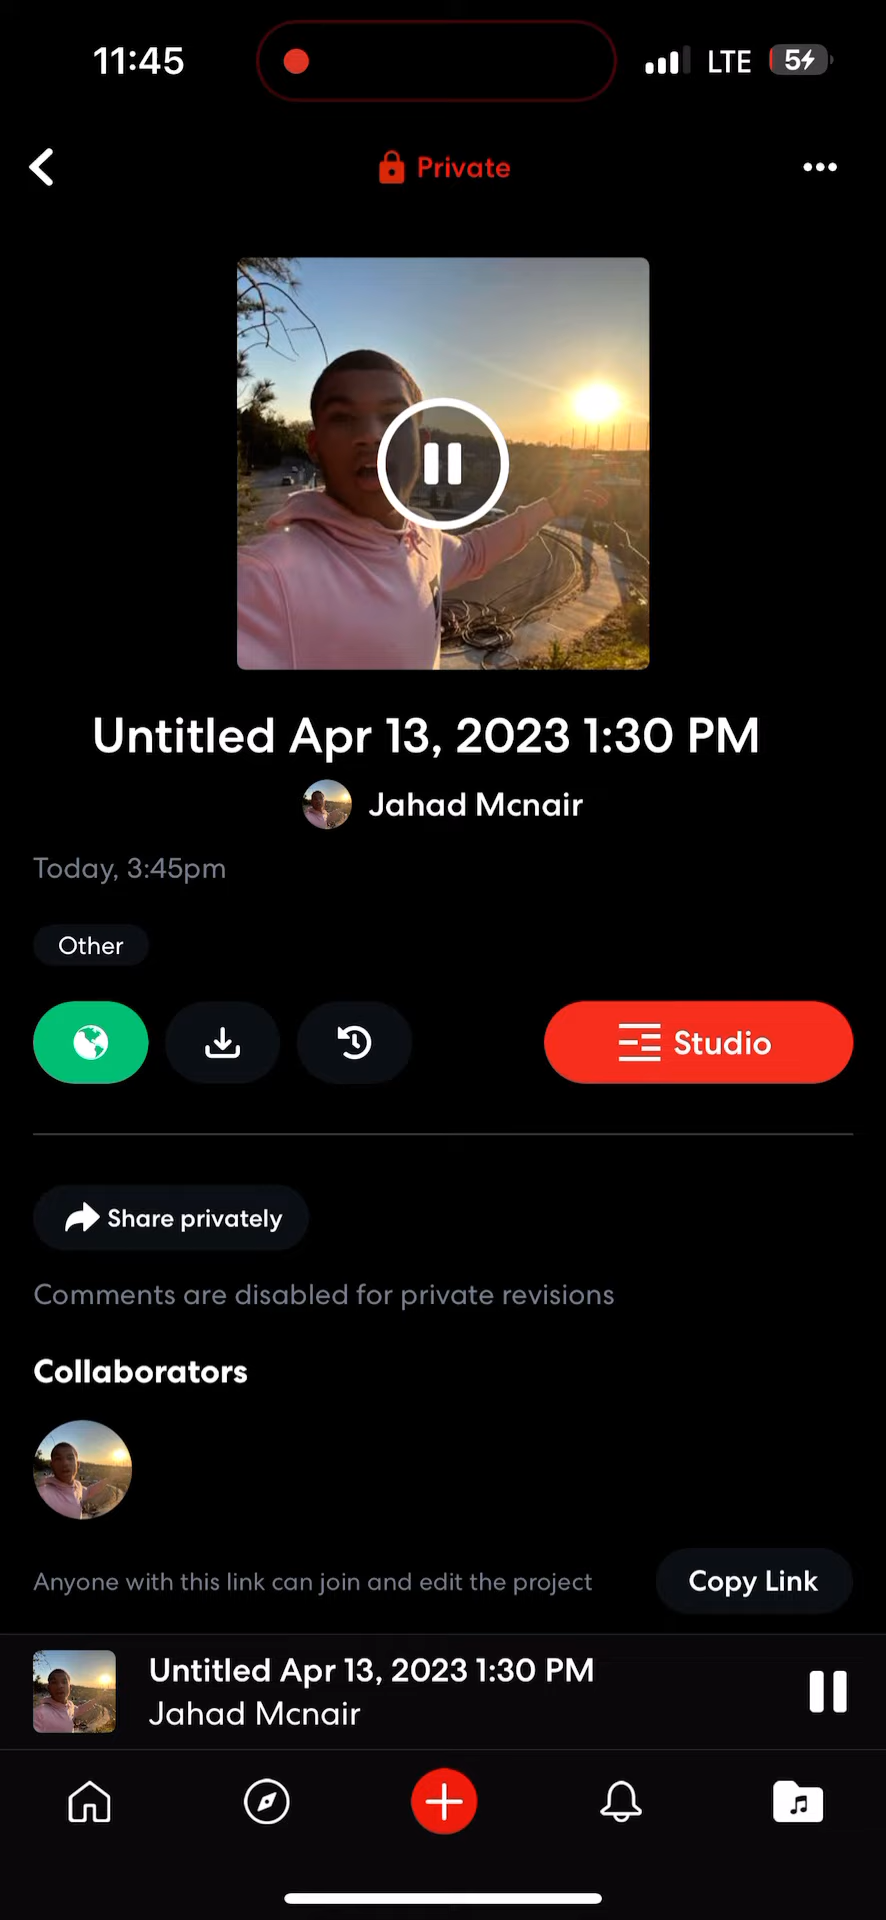 11:45
LTE
5
Private
Untitled Apr 13, 2023 1:30 PM
Jahad Mcnair
Today, 3:45pm
Other
Studio
Share privately
Comments are disabled for private revisions
Collaborators
Anyone with this link can join and edit the project
Copy Link
Untitled Apr 13, 2023 1:30 PM
Jahad Mcnair